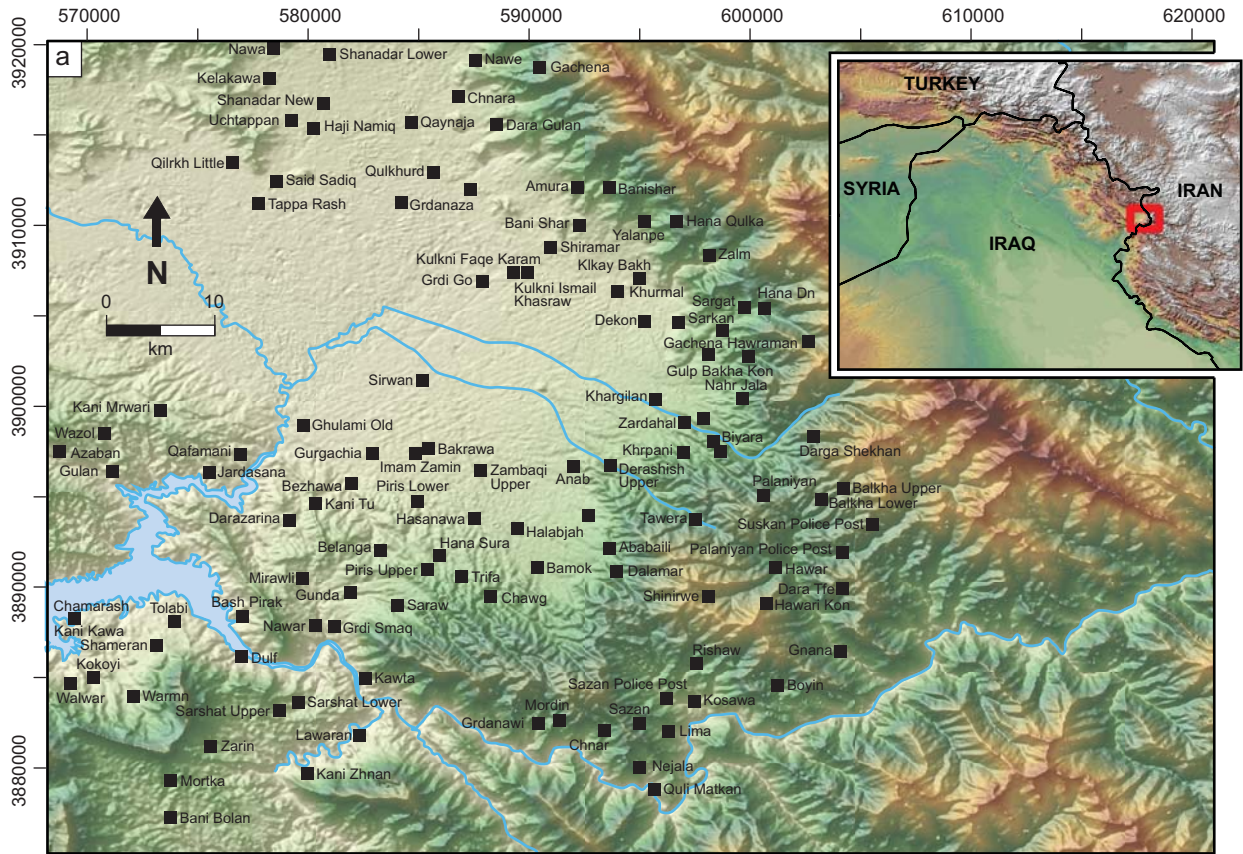 570000
580000
590000
600000
610000
620000
3920000
3910000
3900000
3890000
3880000
a
N
0
10
km
TURKEY
SYRIA
IRAQ
IRAN
Nawa
Shanadar Lower
Nawe
Gachena
Kelakawa
Shanadar New
Chnara
Uchtappan
Haji Namiq
Qaynaja
Dara Gulan
Qilrkh Little
Said Sadiq
Qulkhurd
Tappa Rash
Grdanaza
Amura
Banishar
Bani Shar
Yalanpe
Hana Qulka
Shiramar
Zalm
Kulkni Faqe Karam
Klkay Bakh
Grdi Go
Kulkni Ismail
Khasraw
Khurmal
Sargat
Hana Dn
Dekon
Sarkan
Gachena Hawraman
Gulp Bakha Kon
Nahr Jala
Sirwan
Khargilan
Kani Mrwari
Zardahal
Wazol
Ghulami Old
Biyara
Azaban
Qafamani
Gurgachia
Bakrawa
Khrpani
Darga Shekhan
Gulan
Jardasana
Imam Zamin
Zambaqi
Upper
Anab
Derashish
Upper
Bezhawa
Piris Lower
Palaniyan
Balkha Upper
Kani Tu
Balkha Lower
Darazarina
Hasanawa
Halabjah
Tawera
Suskan Police Post
Belanga
Hana Sura
Ababaili
Palaniyan Police Post
Mirawli
Piris Upper
Trifa
Bamok
Dalamar
Hawar
Gunda
Chawg
Shinirwe
Dara Tfe
Chamarash
Tolabi
Bash Pirak
Saraw
Hawari Kon
Kani Kawa
Nawar
Grdi Smaq
Shameran
Dulf
Rishaw
Gnana
Kokoyi
Kawta
Sazan Police Post
Boyin
Walwar
Warmn
Sarshat Lower
Mordin
Kosawa
Sarshat Upper
Sazan
Grdanawi
Lawaran
Chnar
Lima
Zarin
Nejala
Mortka
Kani Zhnan
Quli Matkan
Bani Bolan